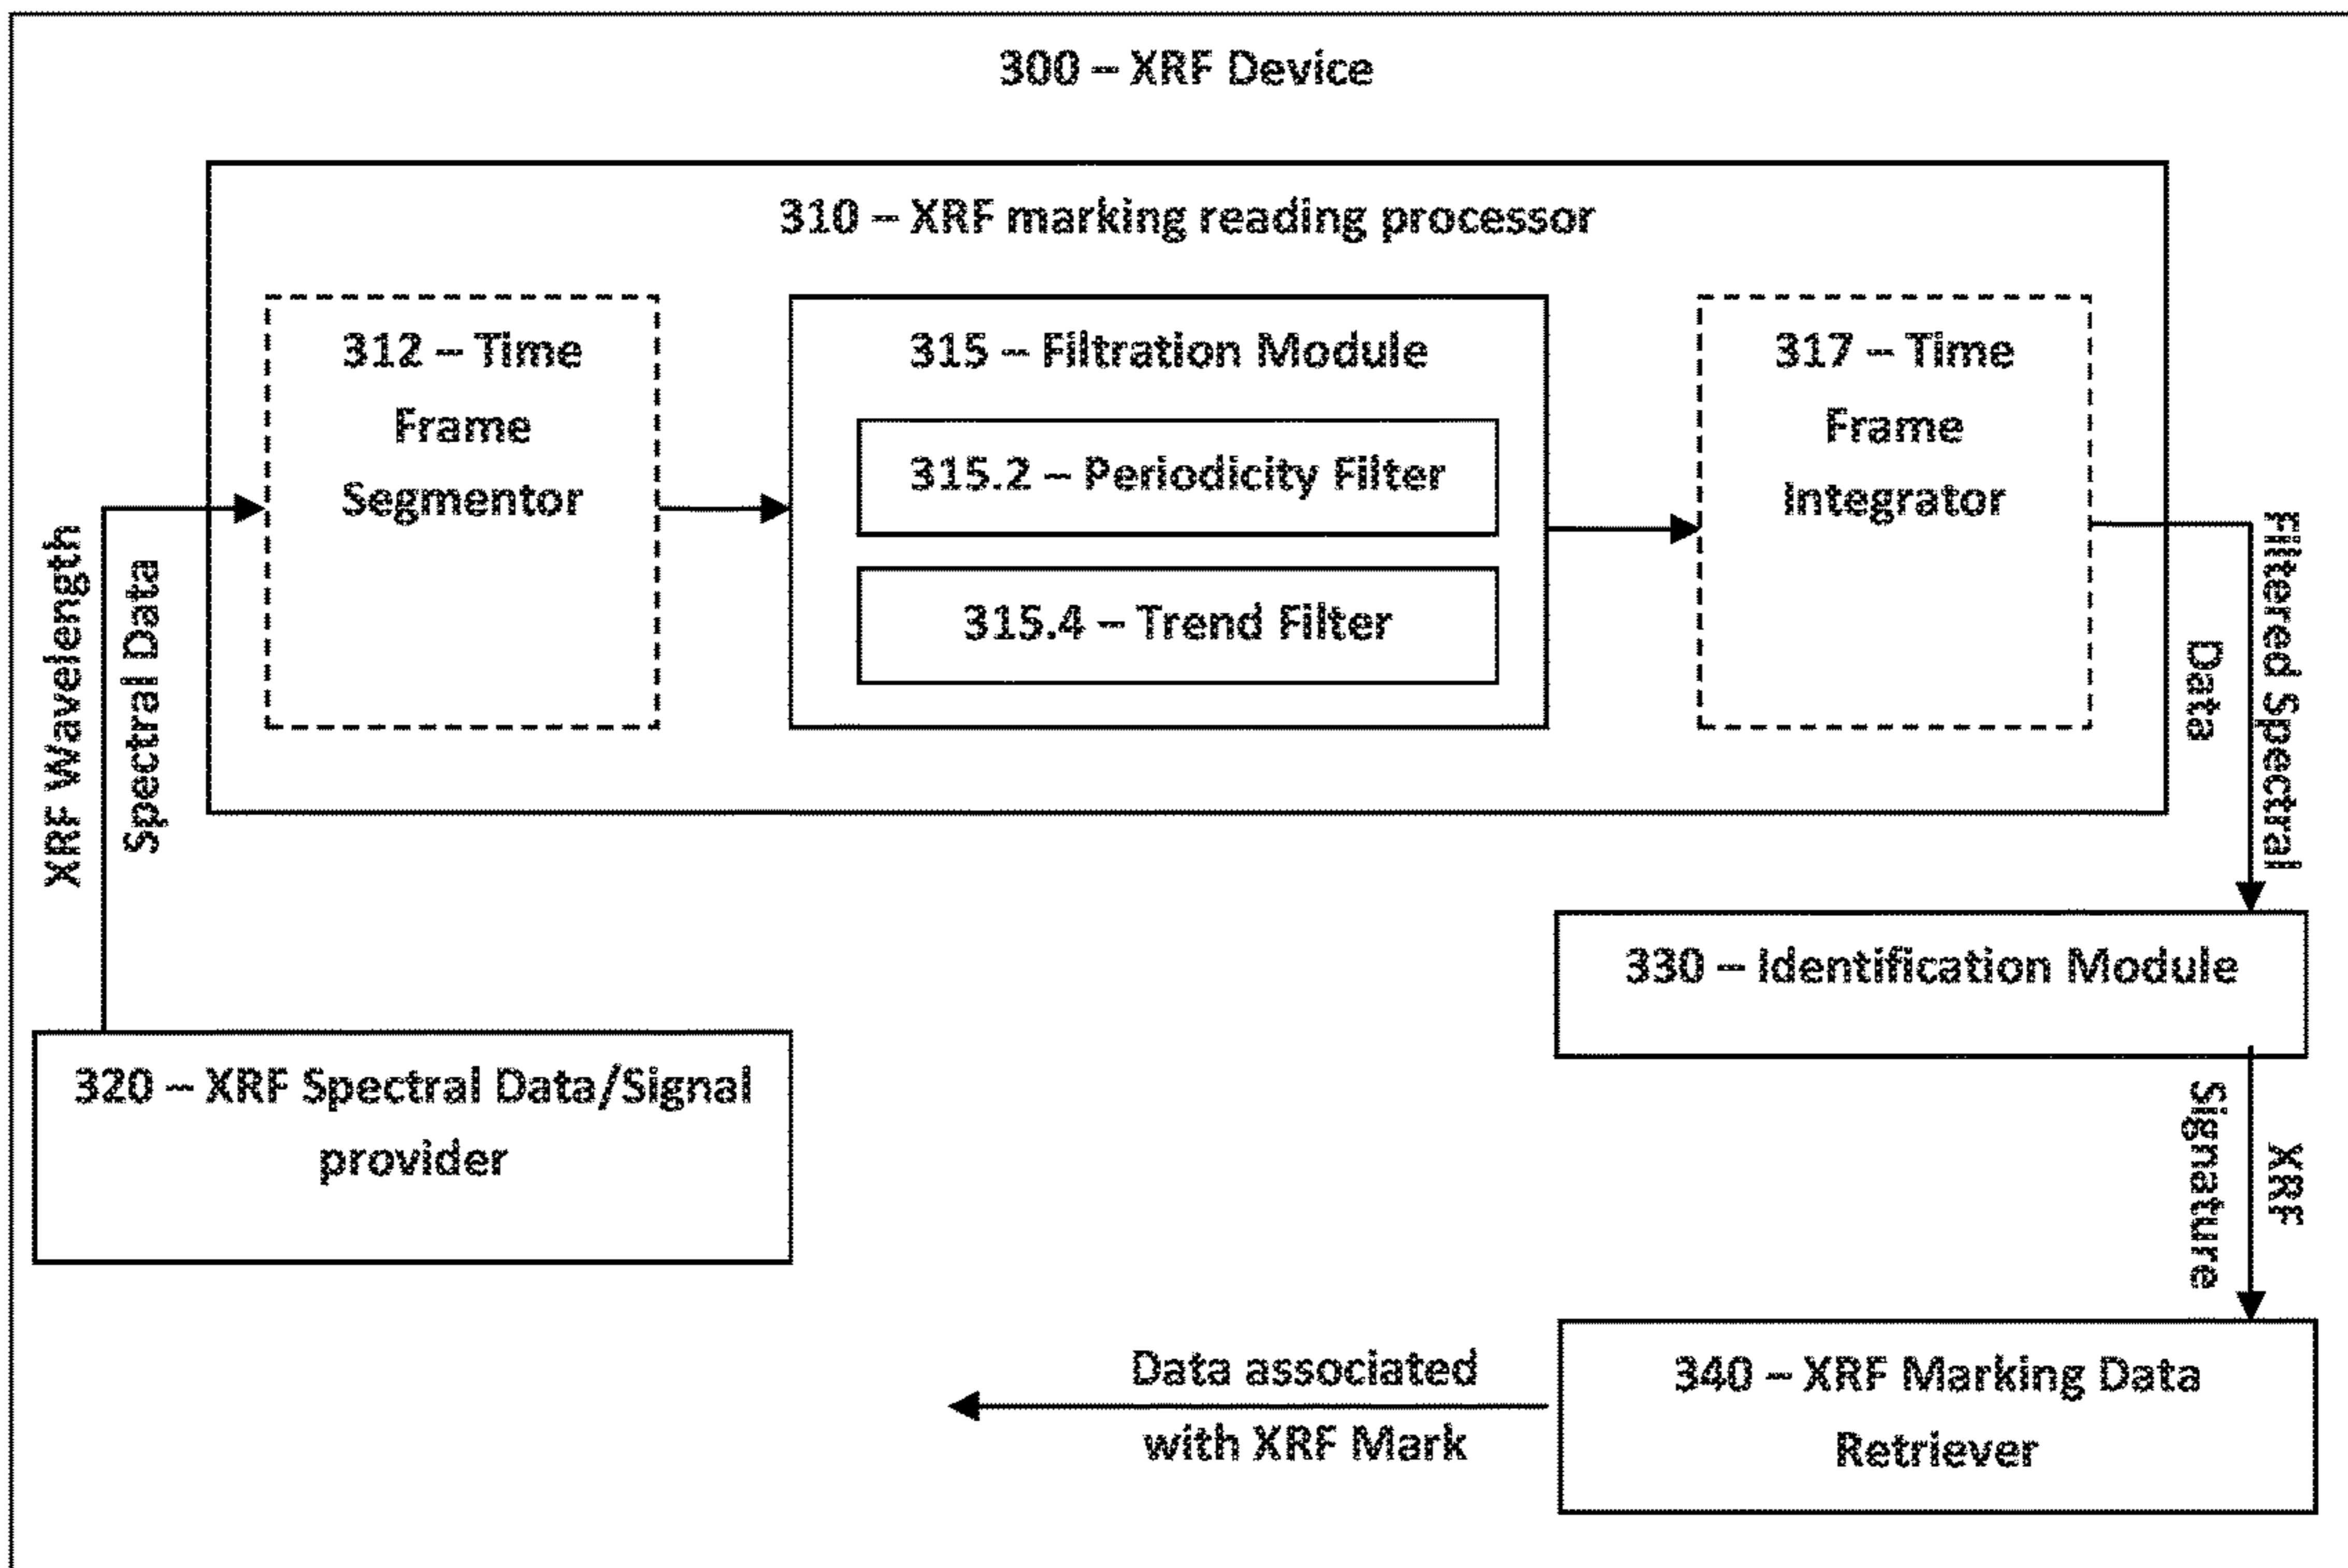 300 – XRF Device
310 – XRF marking reading processor
312 – Time
Frame
Segmentor
315 – Filtration Module
315.2 – Periodicity Filter
315.4 – Trend Filter
317 – Time
Frame
Integrator
XRF Wavelength
Spectral Data
Filtered Spectral
Data
330 – Identification Module
320 – XRF Spectral Data/Signal
provider
XRF
Signature
340 – XRF Marking Data
Retriever
Data associated
with XRF Mark